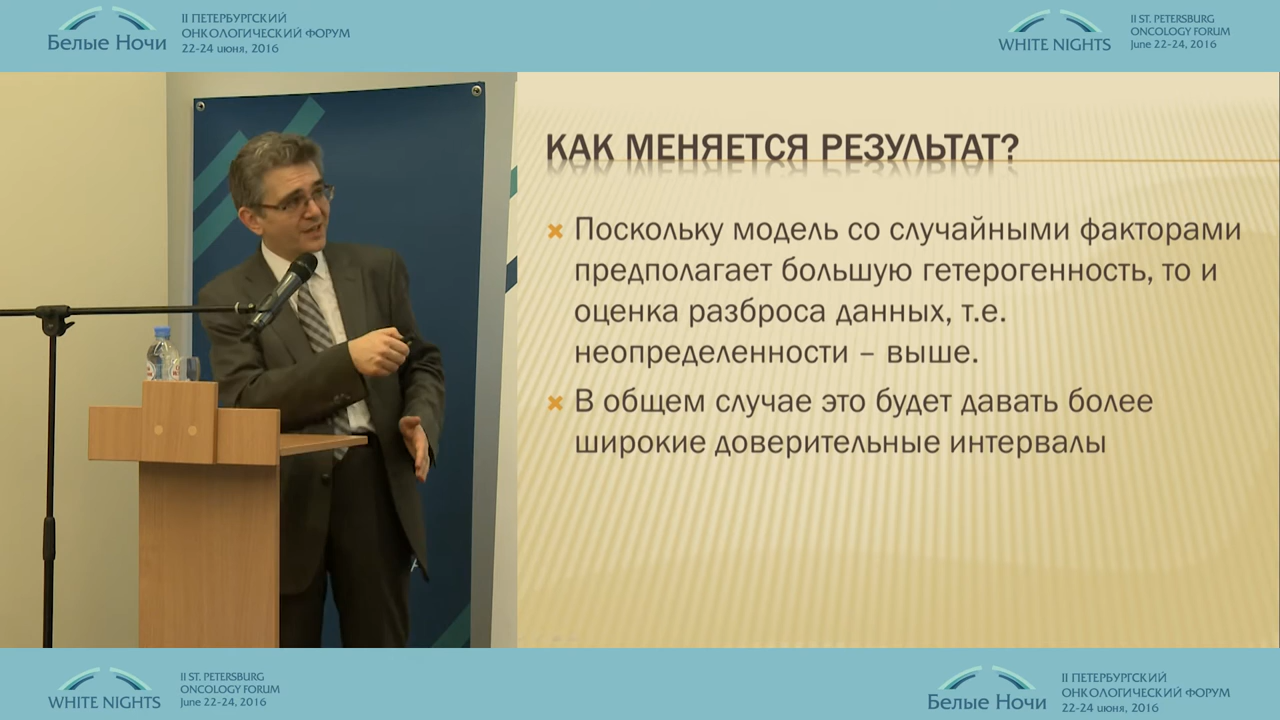 Белые Ночи
II ПЕТЕРБУРГСКИЙ
ОНКОЛОГИЧЕСКИЙ ФОРУМ
22-24 июня, 2016
WHITE NIGHTS
II ST. PETERSBURG
ONCOLOGY FORUM
June 22-24, 2016
КАК МЕНЯЕТСЯ РЕЗУЛЬТАТ?
Поскольку модель со случайными факторами
предполагает большую гетерогенность, то и
оценка разброса данных, т.е.
неопределенности – выше.
В общем случае это будет давать более
широкие доверительные интервалы
WHITE NIGHTS
II ST. PETERSBURG
ONCOLOGY FORUM
June 22-24, 2016
Белые Ночи
II ПЕТЕРБУРГСКИЙ
ОНКОЛОГИЧЕСКИЙ ФОРУМ
22-24 июня, 2016